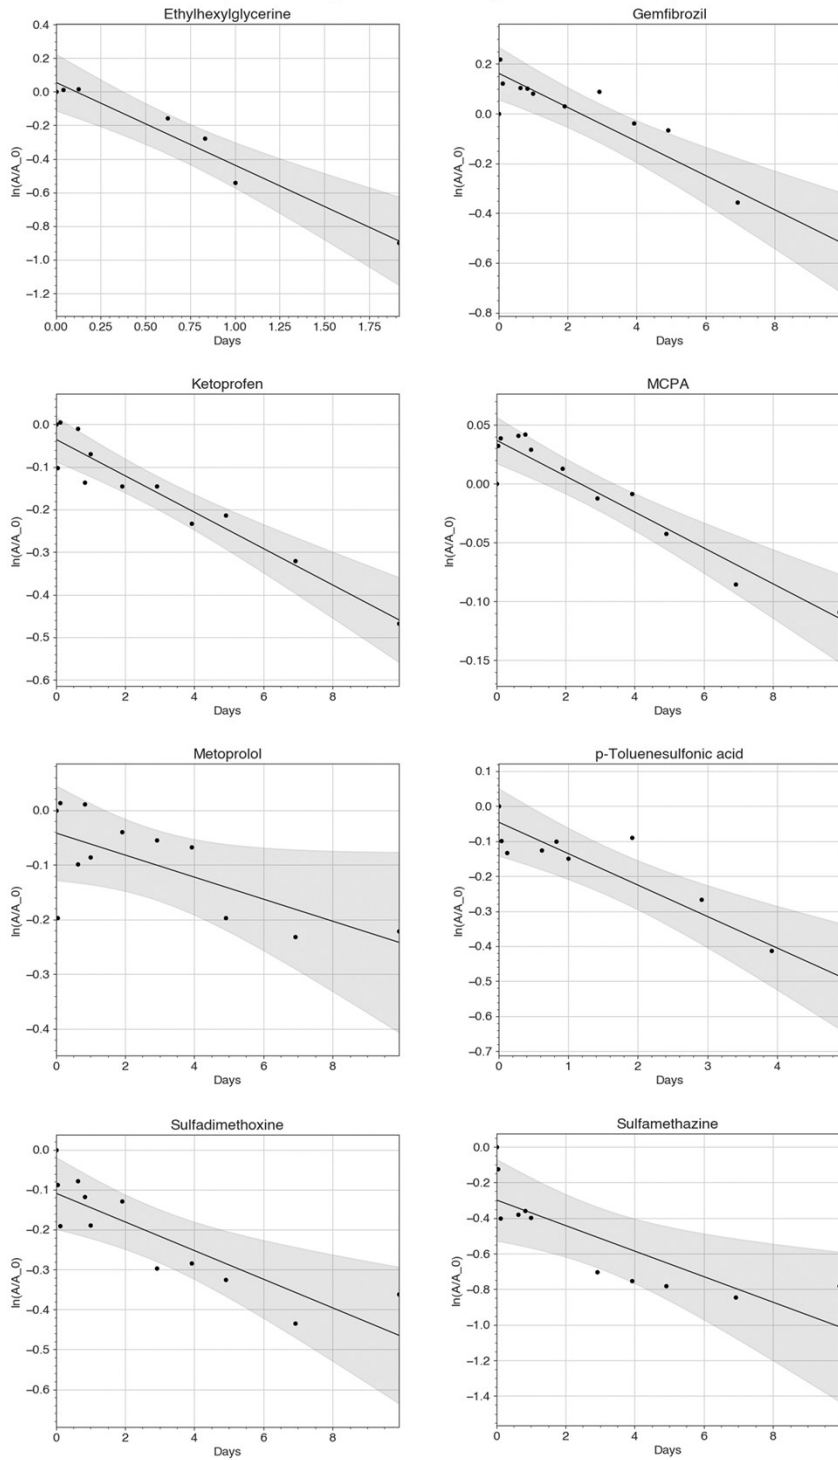 Ethylhexylglycerine
0.4
0.2
0.0
−0.2
−0.4
−0.6
−0.8
−1.0
−1.2
ln(A/A_0)
0.00 0.25 0.50 0.75 1.00 1.25 1.50 1.75
Days
Gemfibrozil
0.2
0.0
−0.2
−0.4
−0.6
−0.8
ln(A/A_0)
0 2 4 6 8
Days
Ketoprofen
0.0
−0.1
−0.2
−0.3
−0.4
−0.5
−0.6
ln(A/A_0)
0 2 4 6 8
Days
MCPA
0.05
0.00
−0.05
−0.10
−0.15
ln(A/A_0)
0 2 4 6 8
Days
Metoprolol
0.0
−0.1
−0.2
−0.3
−0.4
ln(A/A_0)
0 2 4 6 8
Days
p-Toluenesulfonic acid
0.1
0.0
−0.1
−0.2
−0.3
−0.4
−0.5
−0.6
−0.7
ln(A/A_0)
0 1 2 3 4
Days
Sulfadimethoxine
0.0
−0.1
−0.2
−0.3
−0.4
−0.5
−0.6
ln(A/A_0)
0 2 4 6 8
Days
Sulfamethazine
0.0
−0.2
−0.4
−0.6
−0.8
−1.0
−1.2
−1.4
ln(A/A_0)
0 2 4 6 8
Days